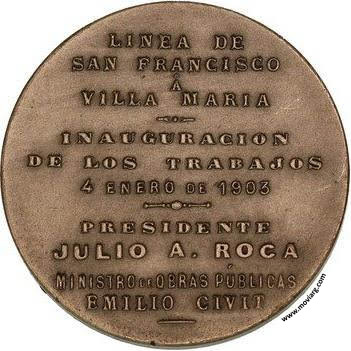 LINEA DE
SAN FRANCISCO
Á
VILLA MARIA
INAUGURACION
DE LOS TRABAJOS
4 ENERO DE 1903
PRESIDENTE
JULIO A. ROCA
MINISTRO DE OBRAS PÚBLICAS
EMILIO CIVIT
www.moviarg.com